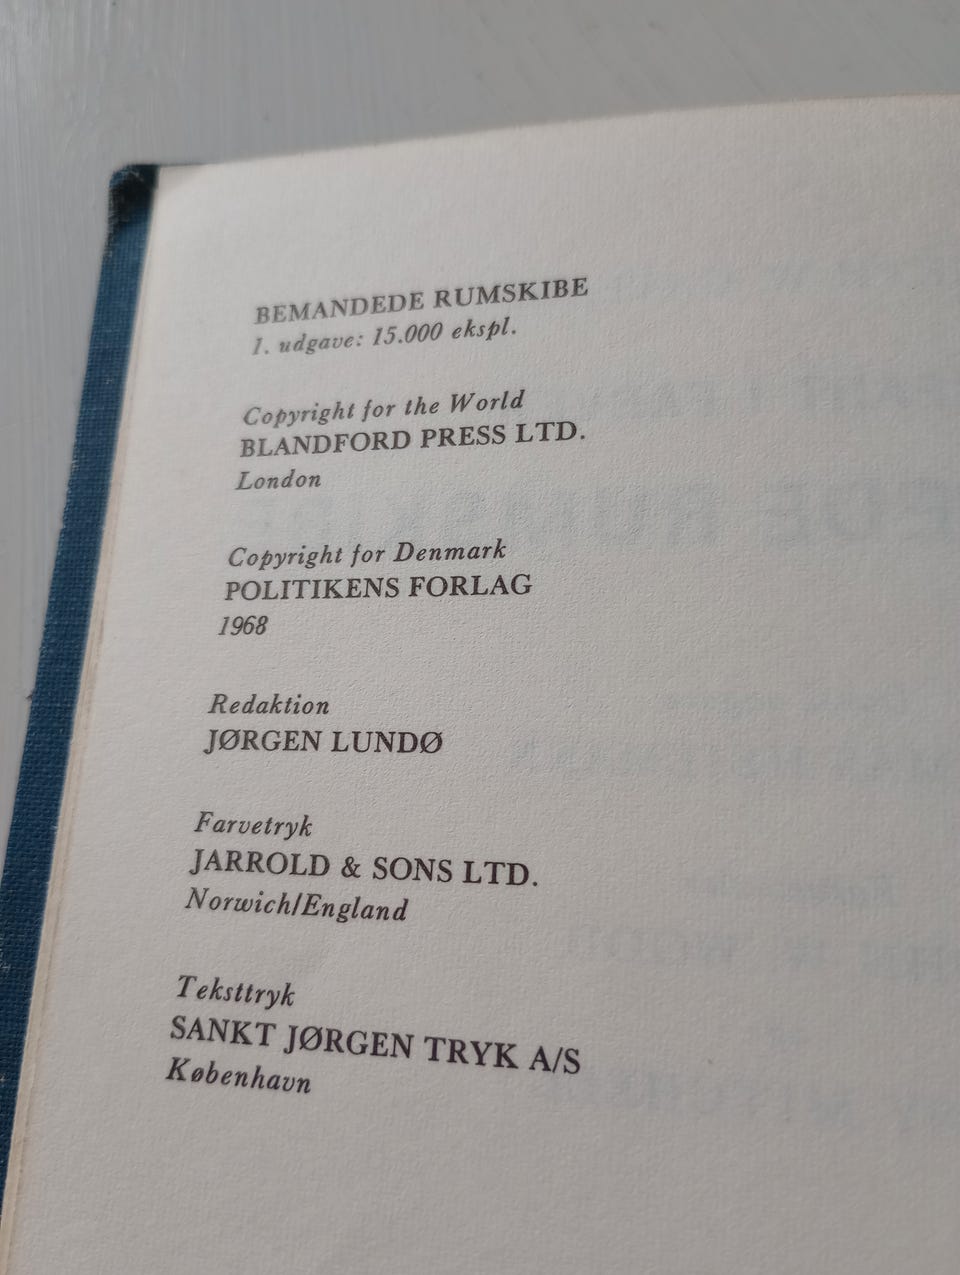 BEMANDEDE RUMSKIBE
1. udgave: 15.000 ekspl.
Copyright for the World
BLANDFORD PRESS LTD.
London
Copyright for Denmark
POLITIKENS FORLAG
1968
Redaktion
JØRGEN LUNDØ
Farvetryk
JARROLD & SONS LTD.
Norwich/England
Teksttryk
SANKT JØRGEN TRYK A/S
København